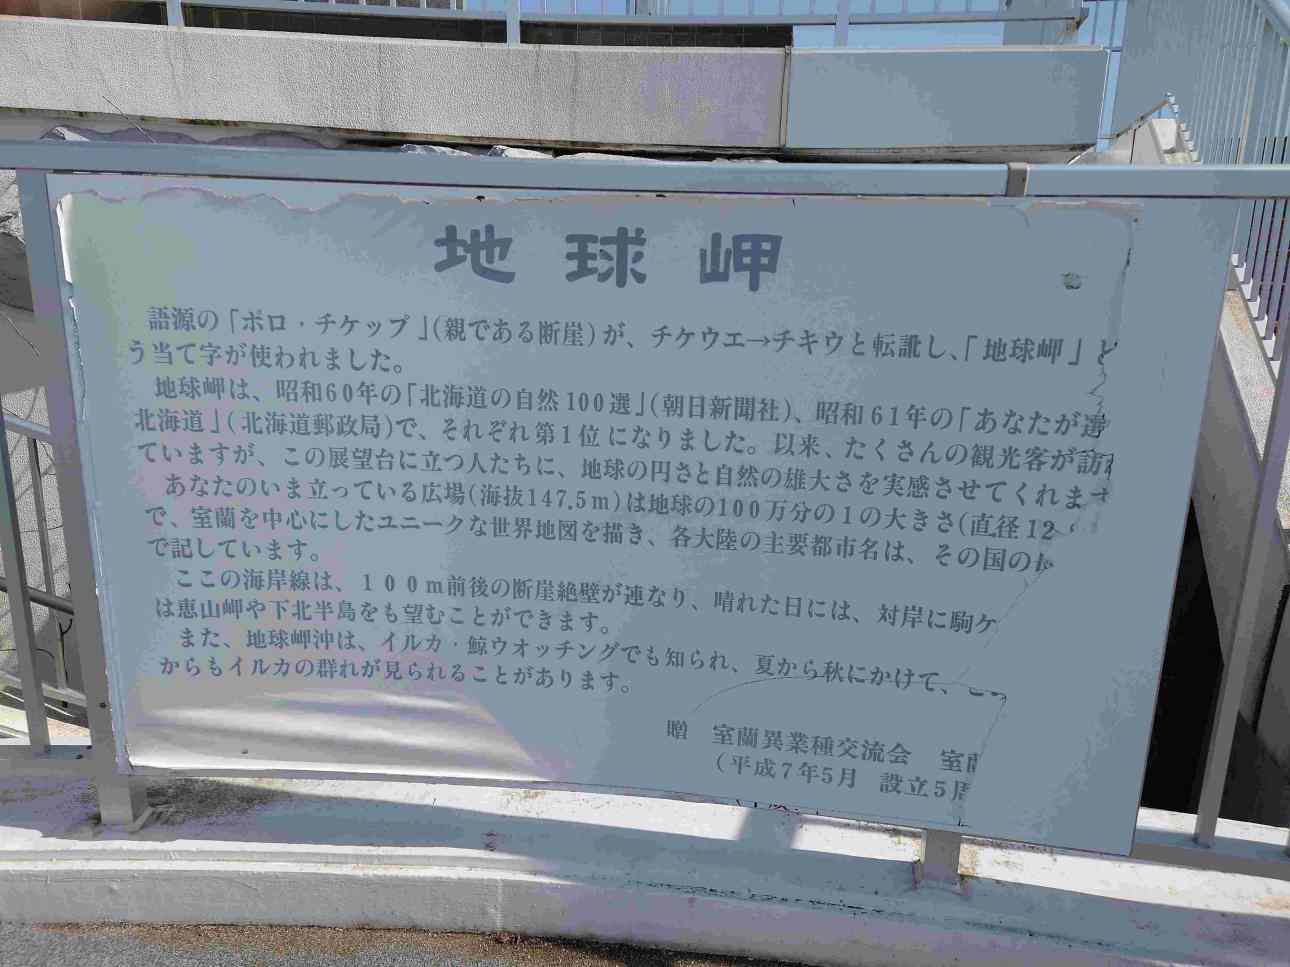 地球岬
語源の「ポロ・チケップ」(親である断崖)が、チケウエ→チキウと転訛し、「地球岬」と
う当て字が使われました。
地球岬は、昭和60年の「北海道の自然100選」(朝日新聞社)、昭和61年の「あなたが選
北海道」(北海道郵政局)で、それぞれ第1位になりました。以来、たくさんの観光客が訪
ていますが、この展望台に立つ人たちに、地球の円さと自然の雄大さを実感させてくれます
あなたのいま立っている広場(海抜147.5m)は地球の100万分の1の大きさ(直径12
で、室蘭を中心にしたユニークな世界地図を描き、各大陸の主要都市名は、その国の
で記しています。
ここの海岸線は、100m前後の断崖絶壁が連なり、晴れた日には、対岸に駒ケ
は恵山岬や下北半島をも望むことができます。
また、地球岬沖は、イルカ・鯨ウオッチングでも知られ、夏から秋にかけて、こ
からもイルカの群れが見られることがあります。
贈 室蘭異業種交流会 室蘭
(平成7年5月 設立5周